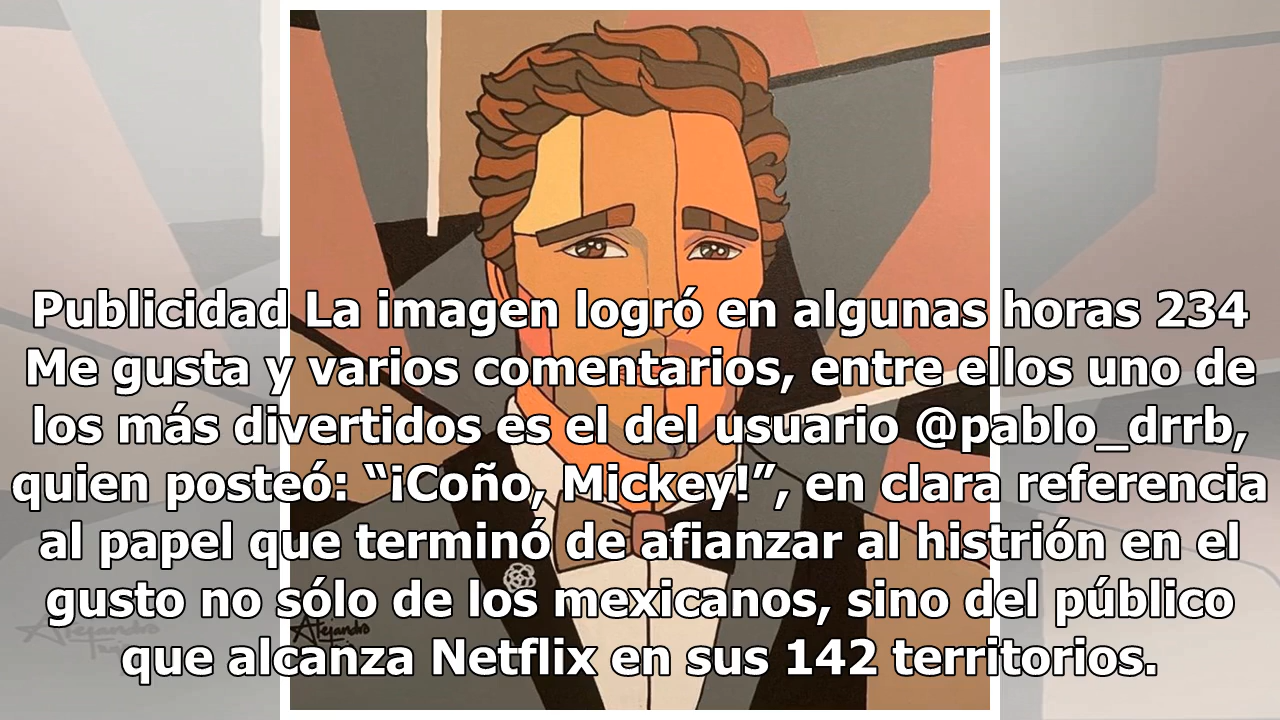 Publicidad La imagen logró en algunas horas 234
Me gusta y varios comentarios, entre ellos uno de
los más divertidos es el del usuario @pablo_drrb,
quien posteó: “¡Coño, Mickey!”, en clara referencia
al papel que terminó de afianzar al histrión en el
gusto no sólo de los mexicanos, sino del público
que alcanza Netflix en sus 142 territorios.
Alejandro